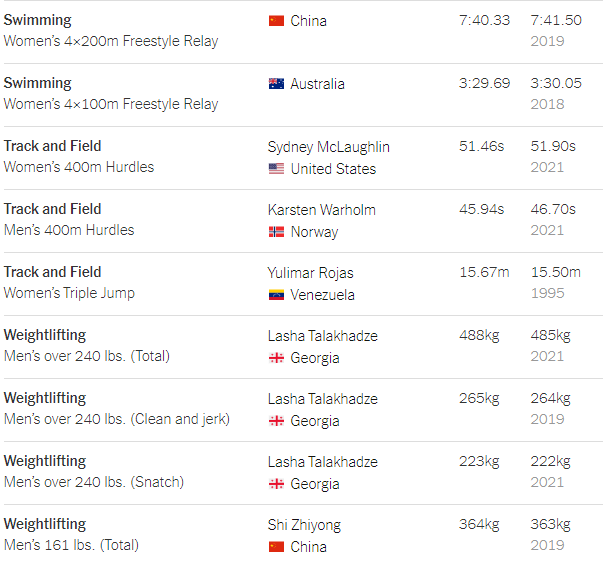 Swimming China 7:40.33 7:41.50
Women's 4×200m Freestyle Relay 2019
Swimming Australia 3:29.69 3:30.05
Women's 4×100m Freestyle Relay 2018
Track and Field Sydney McLaughlin 51.46s 51.90s
Women's 400m Hurdles United States 2021
Track and Field Karsten Warholm 45.94s 46.70s
Men's 400m Hurdles Norway 2021
Track and Field Yulimar Rojas 15.67m 15.50m
Women's Triple Jump Venezuela 1995
Weightlifting Lasha Talakhadze 488kg 485kg
Men's over 240 lbs. (Total) Georgia 2021
Weightlifting Lasha Talakhadze 265kg 264kg
Men's over 240 lbs. (Clean and jerk) Georgia 2019
Weightlifting Lasha Talakhadze 223kg 222kg
Men's over 240 lbs. (Snatch) Georgia 2021
Weightlifting Shi Zhiyong 364kg 363kg
Men's 161 lbs. (Total) China 2019